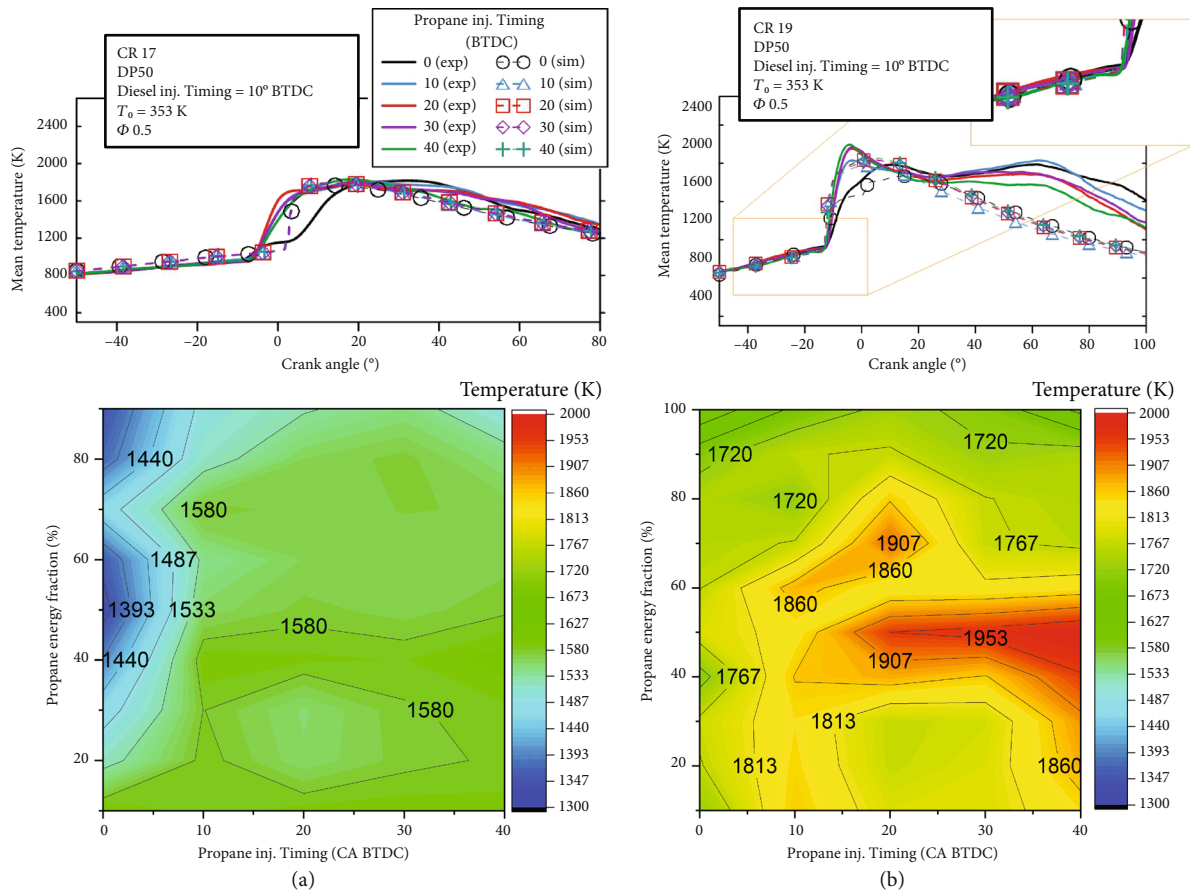 CR 17
DP50
Diesel inj. Timing = 10º BTDC
T₀ = 353 K
Φ 0.5
Propane inj. Timing
(BTDC)
0 (exp) 0 (sim)
10 (exp) 10 (sim)
20 (exp) 20 (sim)
30 (exp) 30 (sim)
40 (exp) 40 (sim)
Mean temperature (K)
2400
2000
1600
1200
800
400
−40 −20 0 20 40 60 80
Crank angle (º)
CR 19
DP50
Diesel inj. Timing = 10º BTDC
T₀ = 353 K
Φ 0.5
Mean temperature (K)
2400
2000
1600
1200
800
400
−40 −20 0 20 40 60 80 100
Crank angle (º)
Temperature (K)
Propane energy fraction (%)
80
60
40
20
0 10 20 30 40
Propane inj. Timing (CA BTDC)
1440
1580
1487
1393
1533
1580
1440
1580
2000
1953
1907
1860
1813
1767
1720
1673
1627
1580
1533
1487
1440
1393
1347
1300
(a)
Temperature (K)
Propane energy fraction (%)
100
80
60
40
20
0 10 20 30 40
Propane inj. Timing (CA BTDC)
1720
1720
1720
1907
1767
1860
1860
1953
1907
1767
1813
1813
1860
2000
1953
1907
1860
1813
1767
1720
1673
1627
1580
1533
1487
1440
1393
1347
1300
(b)